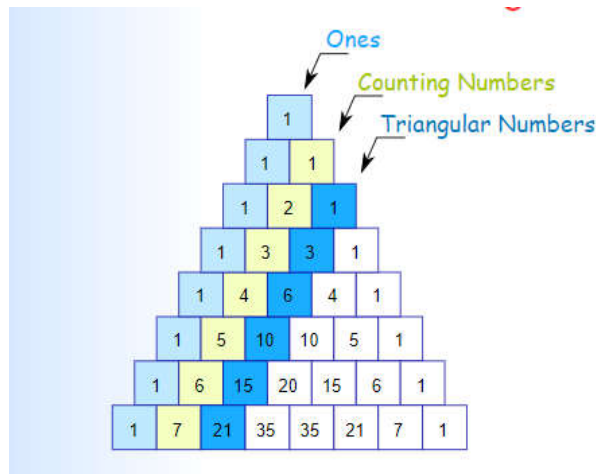 Ones
Counting Numbers
1
Triangular Numbers
1 1
1 2 1
1 3 3 1
1 4 6 4 1
1 5 10 10 5 1
1 6 15 20 15 6 1
1 7 21 35 35 21 7 1